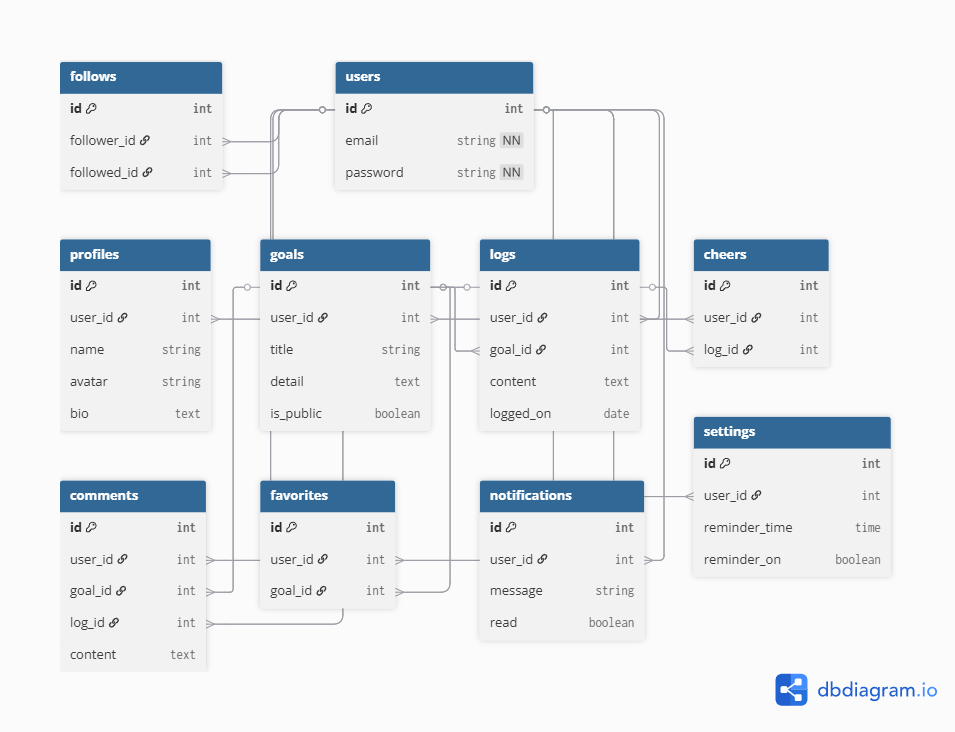 follows
id int
follower_id int
followed_id int
users
id int
email string NN
password string NN
profiles
id int
user_id int
name string
avatar string
bio text
goals
id int
user_id int
title string
detail text
is_public boolean
logs
id int
user_id int
goal_id int
content text
logged_on date
cheers
id int
user_id int
log_id int
settings
id int
user_id int
reminder_time time
reminder_on boolean
comments
id int
user_id int
goal_id int
log_id int
content text
favorites
id int
user_id int
goal_id int
notifications
id int
user_id int
message string
read boolean
dbdiagram.io